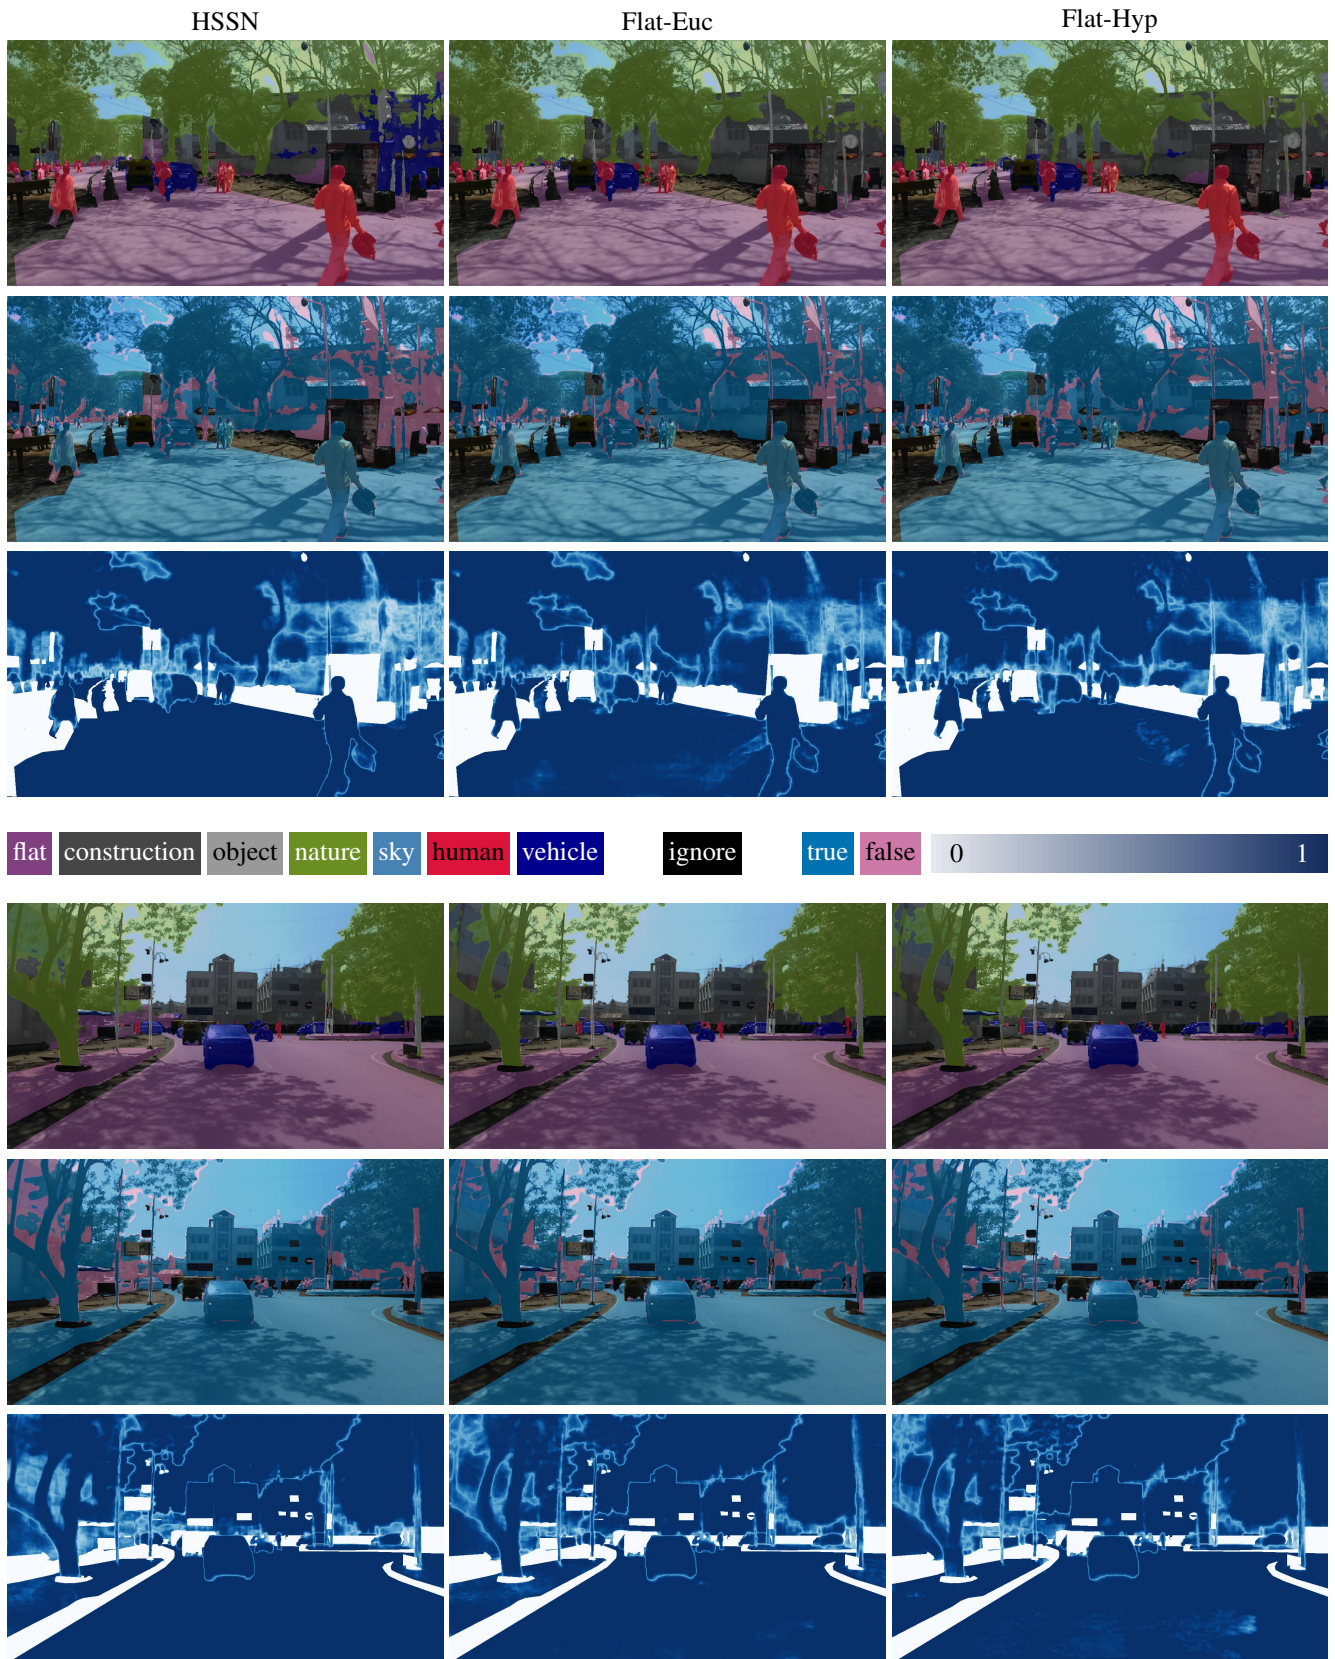 HSSN Flat-Euc Flat-Hyp
flat construction object nature sky human vehicle ignore true false 0 1